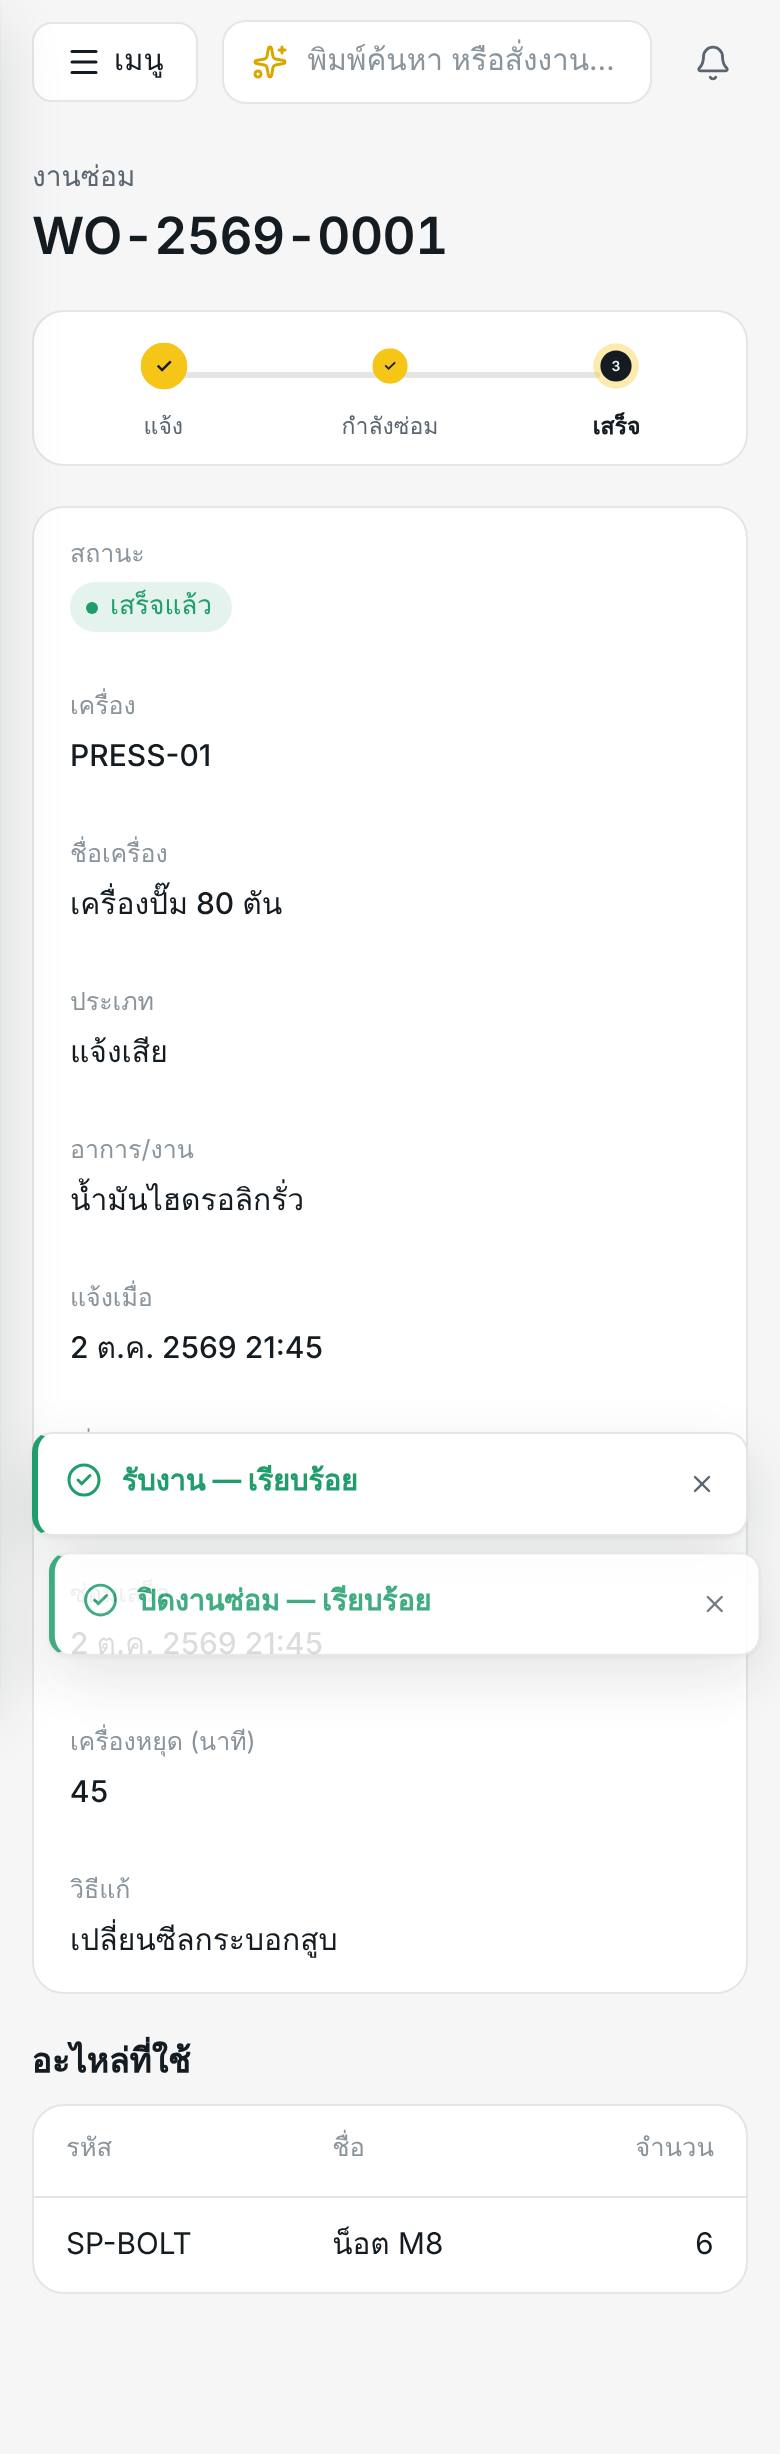 เมนู
พิมพ์ค้นหา หรือสั่งงาน...
งานซ่อม
WO-2569-0001
3
แจ้ง
กำลังซ่อม
เสร็จ
สถานะ
เสร็จแล้ว
เครื่อง
PRESS-01
ชื่อเครื่อง
เครื่องปั๊ม 80 ตัน
ประเภท
แจ้งเสีย
อาการ/งาน
น้ำมันไฮดรอลิกรั่ว
แจ้งเมื่อ
2 ต.ค. 2569 21:45
รับงาน — เรียบร้อย
ปิดงานซ่อม — เรียบร้อย
2 ต.ค. 2569 21:45
เครื่องหยุด (นาที)
45
วิธีแก้
เปลี่ยนซีลกระบอกสูบ
อะไหล่ที่ใช้
รหัส ชื่อ จำนวน
SP-BOLT น็อต M8 6